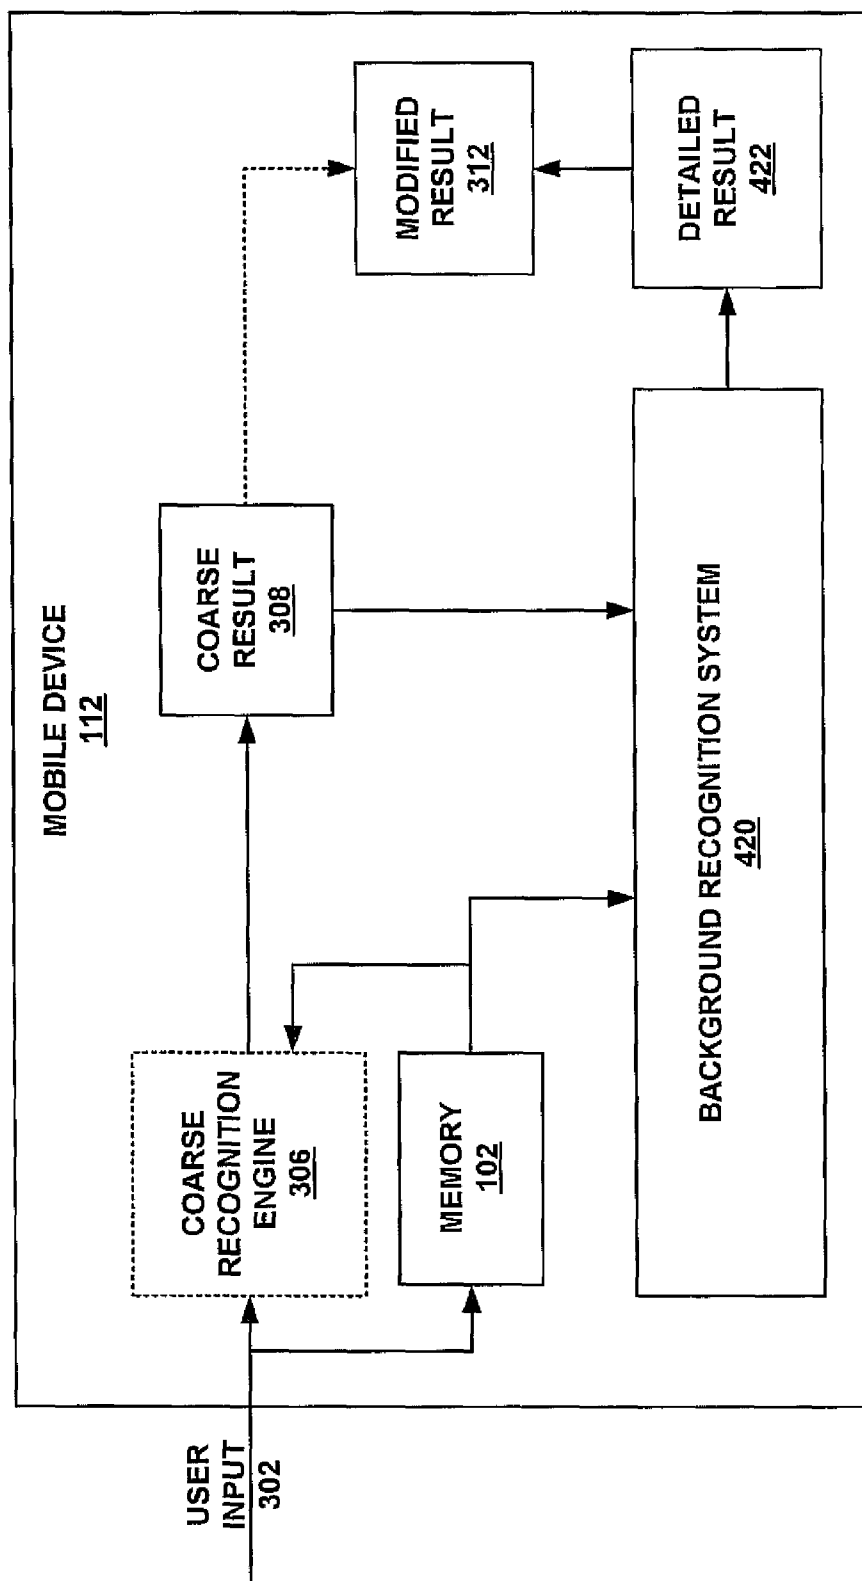 MOBILE DEVICE
112
USER
INPUT
302
COARSE
RECOGNITION
ENGINE
306
MEMORY
102
COARSE
RESULT
308
MODIFIED
RESULT
312
BACKGROUND RECOGNITION SYSTEM
420
DETAILED
RESULT
422